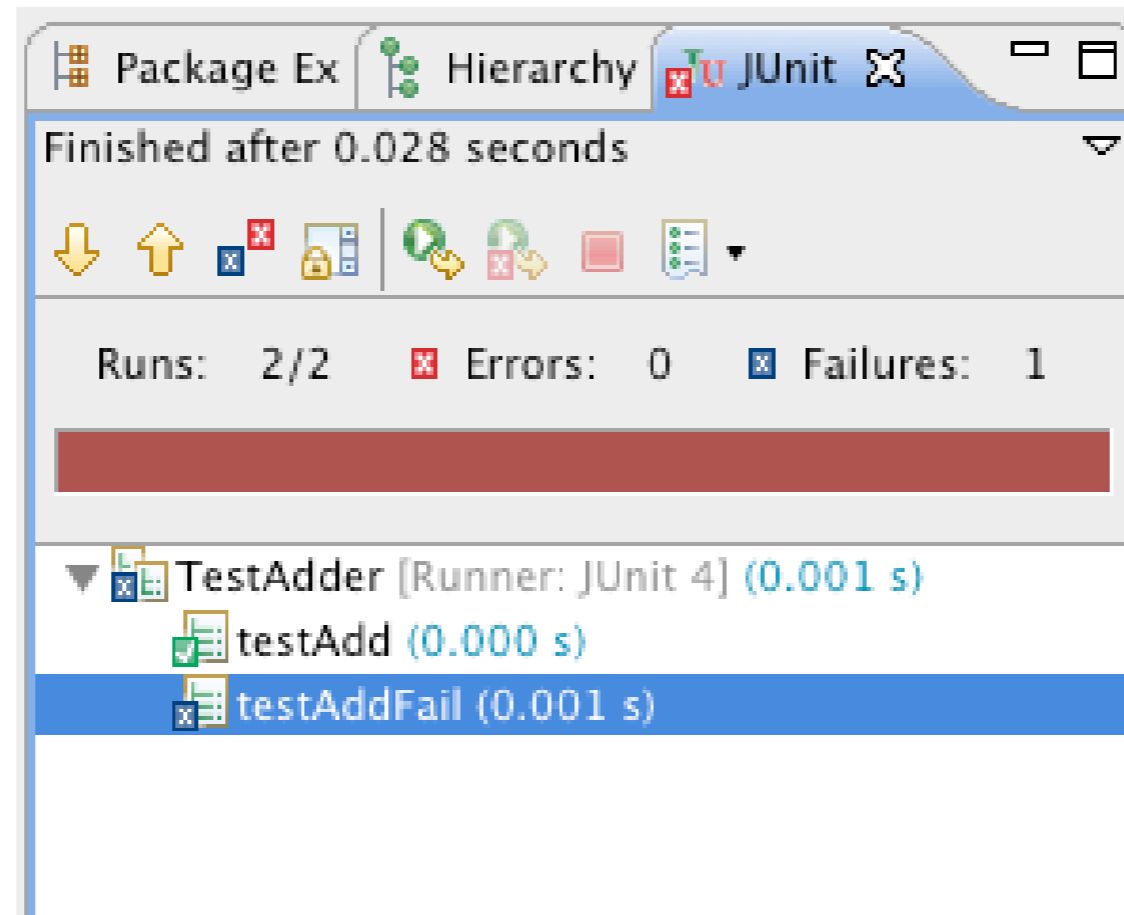 Package Ex Hierarchy JU JUnit
Finished after 0.028 seconds
Runs: 2/2 Errors: 0 Failures: 1
TestAdder [Runner: JUnit 4] (0.001 s)
testAdd (0.000 s)
testAddFail (0.001 s)